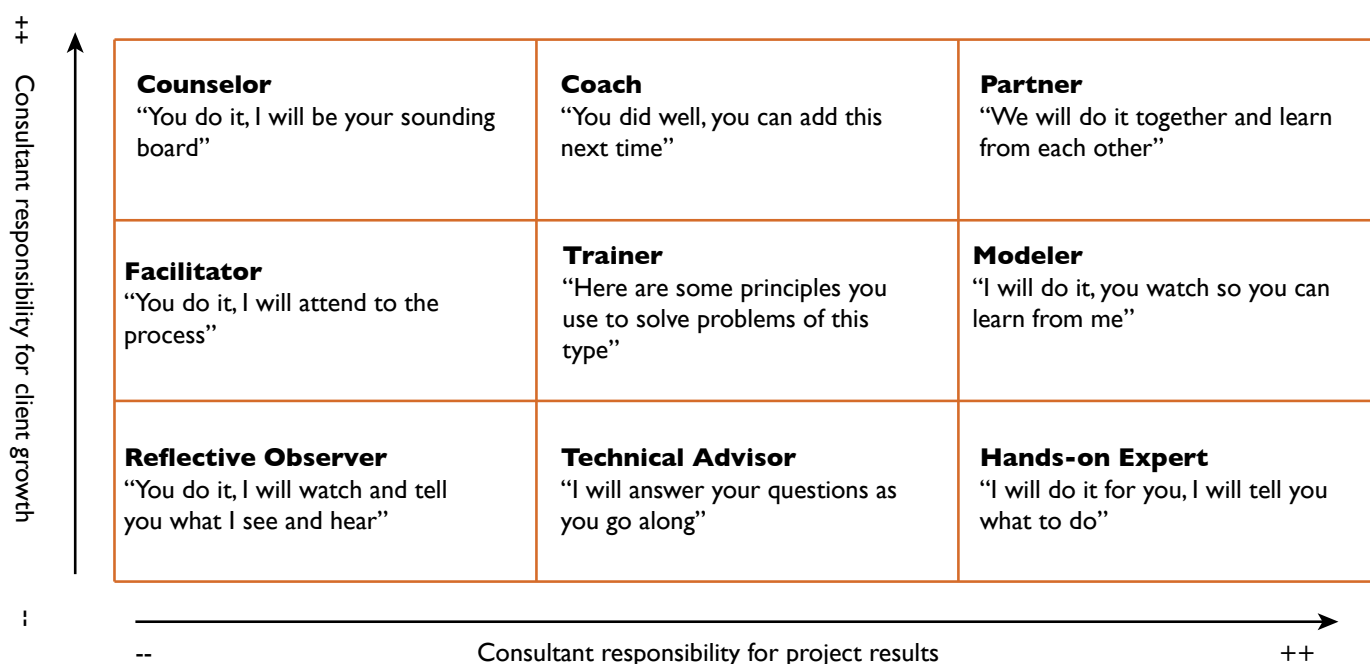 ++
Consultant responsibility for client growth
--
Counselor
“You do it, I will be your sounding
board”
Coach
“You did well, you can add this
next time”
Partner
“We will do it together and learn
from each other”
Facilitator
“You do it, I will attend to the
process”
Trainer
“Here are some principles you
use to solve problems of this
type”
Modeler
“I will do it, you watch so you can
learn from me”
Reflective Observer
“You do it, I will watch and tell
you what I see and hear”
Technical Advisor
“I will answer your questions as
you go along”
Hands-on Expert
“I will do it for you, I will tell you
what to do”
--
Consultant responsibility for project results
++